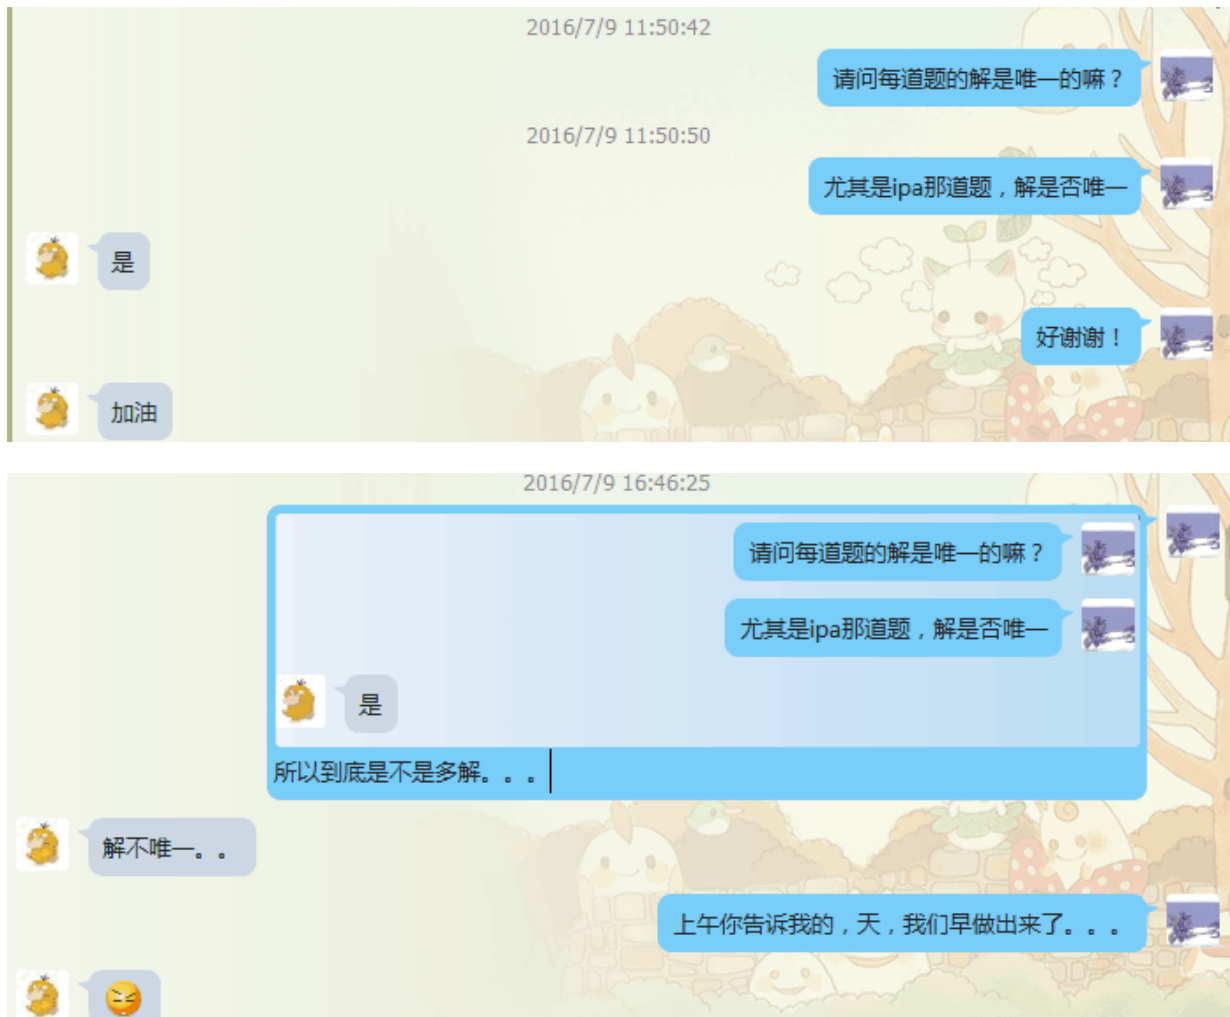 2016/7/9 11:50:42
请问每道题的解是唯一的嘛？
2016/7/9 11:50:50
尤其是ipa那道题，解是否唯一
是
好谢谢！
加油
2016/7/9 16:46:25
请问每道题的解是唯一的嘛？
尤其是ipa那道题，解是否唯一
是
所以到底是不是多解。。。
解不唯一。。
上午你告诉我的，天，我们早做出来了。。。